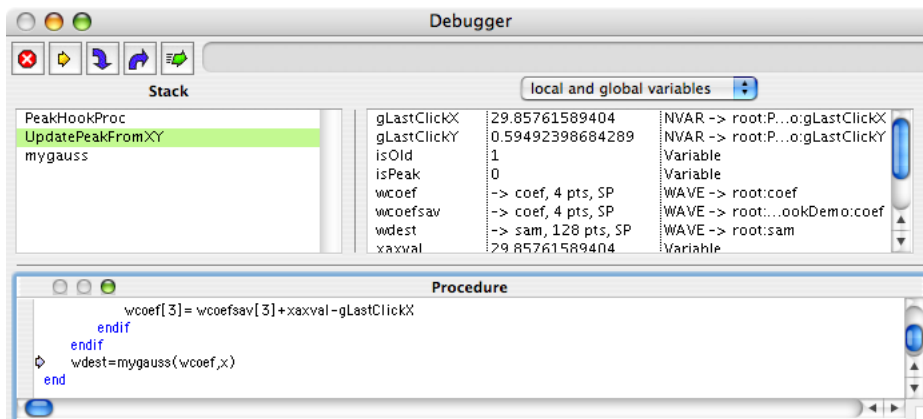 Debugger
Stack
local and global variables
PeakHookProc
UpdatePeakFromXY
mygauss
gLastClickX 29.85761589404 NVAR -> root:P...o:gLastClickX
gLastClickY 0.59492398684289 NVAR -> root:P...o:gLastClickY
isOld 1 Variable
isPeak 0 Variable
wcoef -> coef, 4 pts, SP WAVE -> root:coef
wcoefsav -> coef, 4 pts, SP WAVE -> root:...ookDemo:coef
wdest -> sam, 128 pts, SP WAVE -> root:sam
xaxval 29.85761589404 Variable
Procedure
wcoef[3]= wcoefsav[3]+xaxval-gLastClickX
endif
endif
wdest=mygauss(wcoef,x)
end